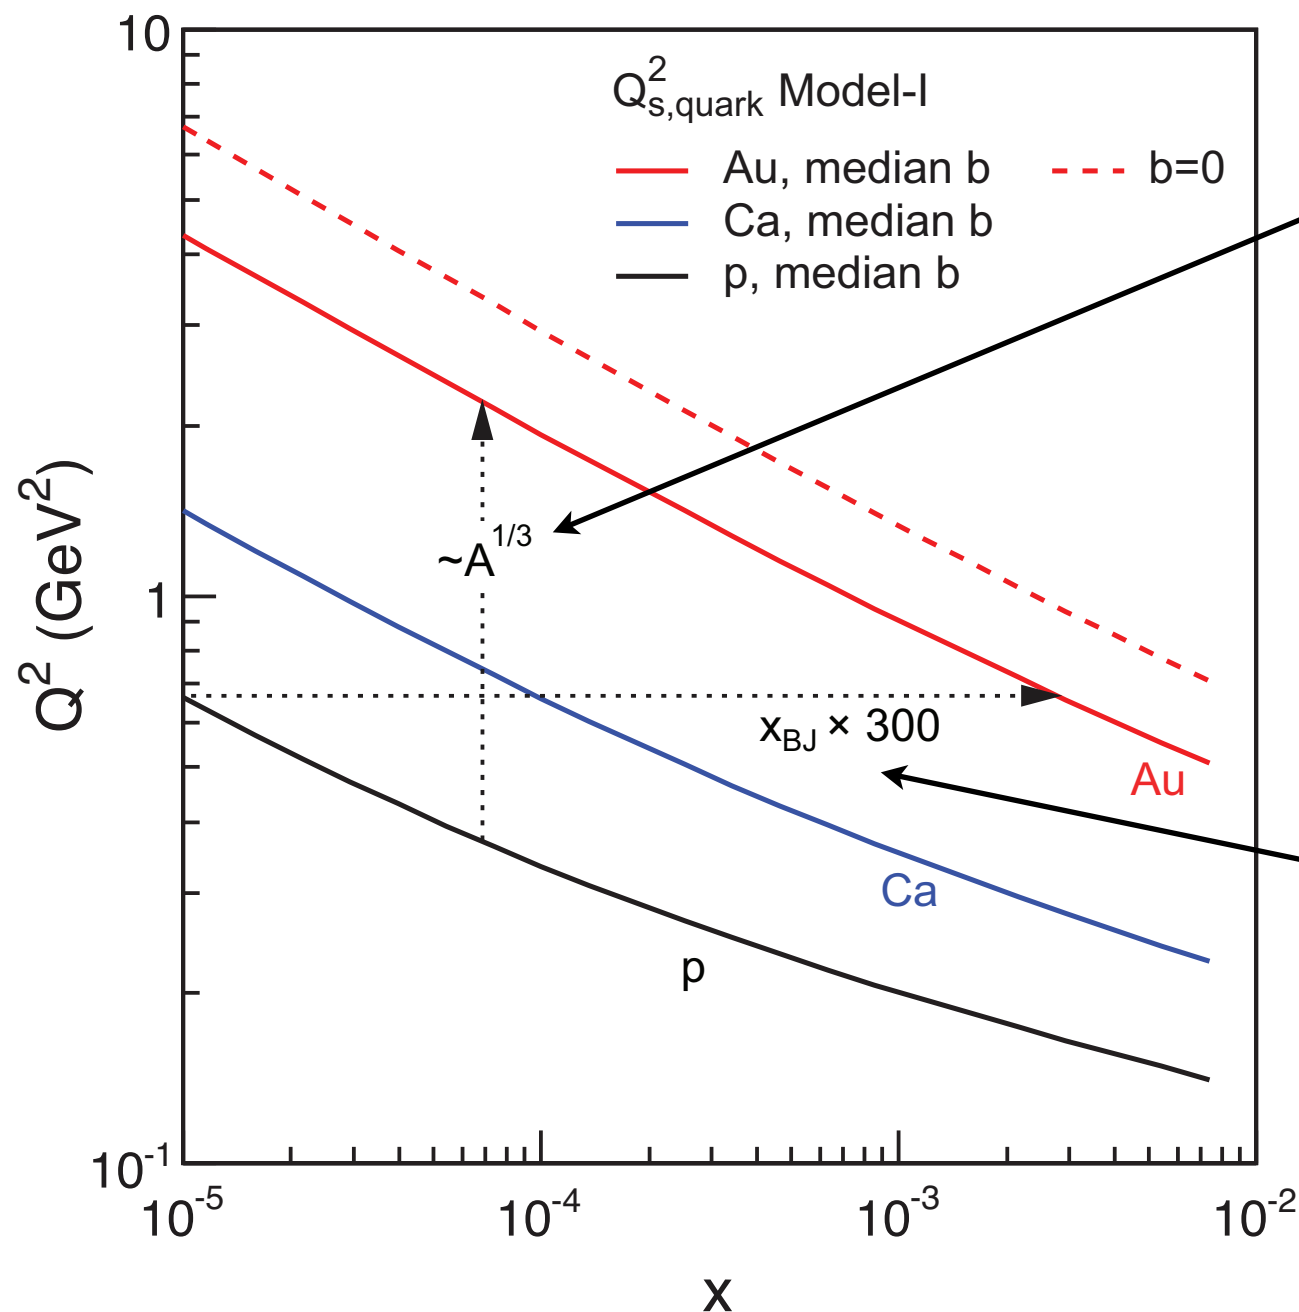 10
Q²s,quark Model-I
Au, median b
b=0
Ca, median b
p, median b
~A^1/3
1
Q² (GeV²)
xBJ × 300
Au
Ca
p
10^-1
10^-5
10^-4
10^-3
10^-2
x